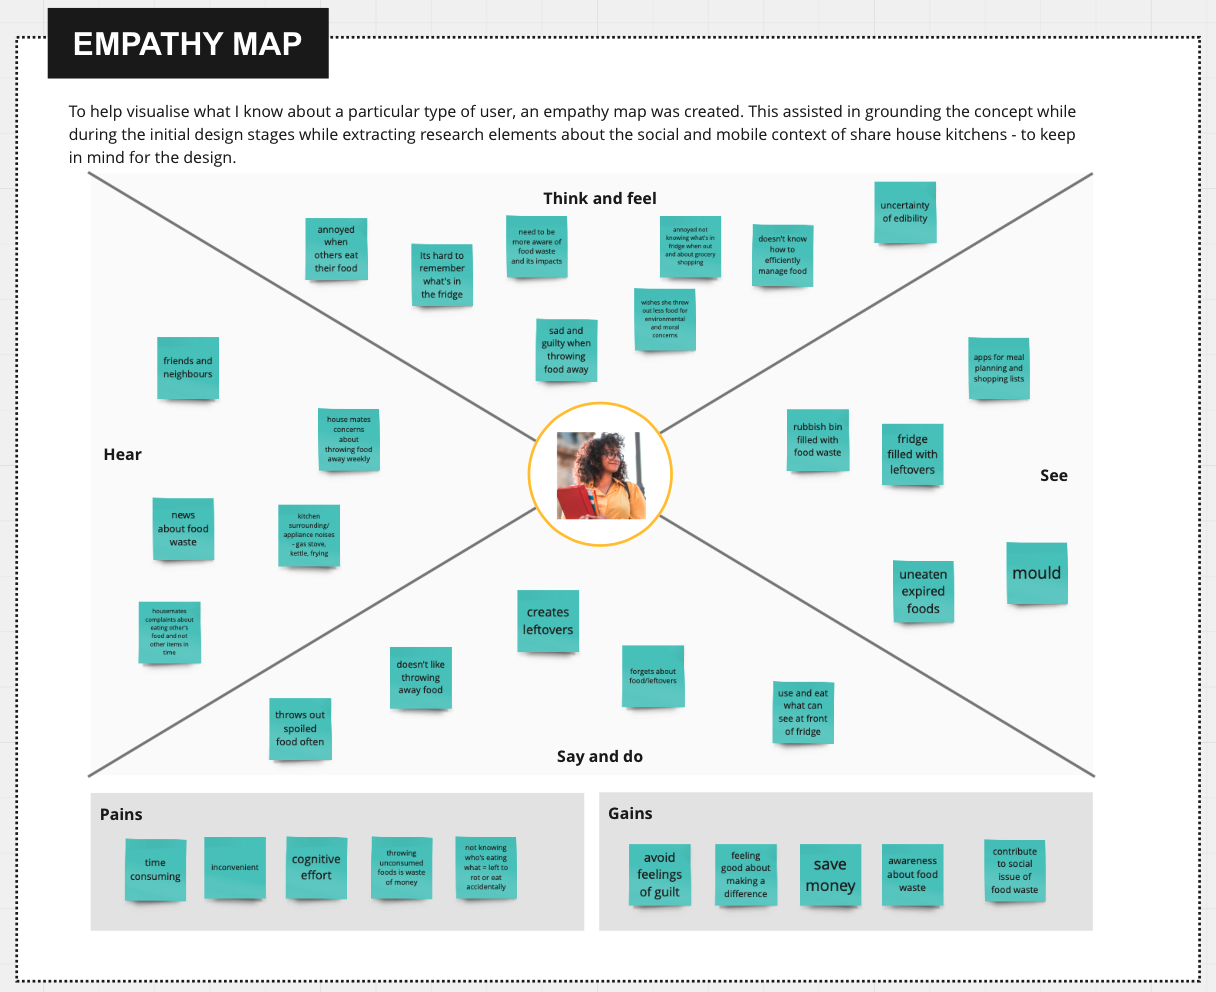 EMPATHY MAP
To help visualise what I know about a particular type of user, an empathy map was created. This assisted in grounding the concept while
during the initial design stages while extracting research elements about the social and mobile context of share house kitchens - to keep
in mind for the design.
Think and feel
annoyed
when
others eat
their food
Its hard to
remember
what's in
the fridge
need to be
more aware of
food waste
and its impacts
annoyed not
knowing what's in
fridge when out
and about grocery
shopping
doesn't know
how to
efficiently
manage food
uncertainty
of edibility
sad and
guilty when
throwing
food away
wishes she threw
out less food for
environmental
and moral
concerns
Hear
friends and
neighbours
house mates
concerns
about
throwing food
away weekly
news
about food
waste
kitchen
surrounding/
appliance noises
- gas stove,
kettle, frying
housemates
complaints about
eating other's
food and not
other items in
time
See
apps for meal
planning and
shopping lists
rubbish bin
filled with
food waste
fridge
filled with
leftovers
uneaten
expired
foods
mould
Say and do
creates
leftovers
doesn't like
throwing
away food
forgets about
food/leftovers
throws out
spoiled
food often
use and eat
what can
see at front
of fridge
Pains
time
consuming
inconvenient
cognitive
effort
throwing
unconsumed
foods is waste
of money
not knowing
who's eating
what = left to
rot or eat
accidentally
Gains
avoid
feelings
of guilt
feeling
good about
making a
difference
save
money
awareness
about food
waste
contribute
to social
issue of
food waste